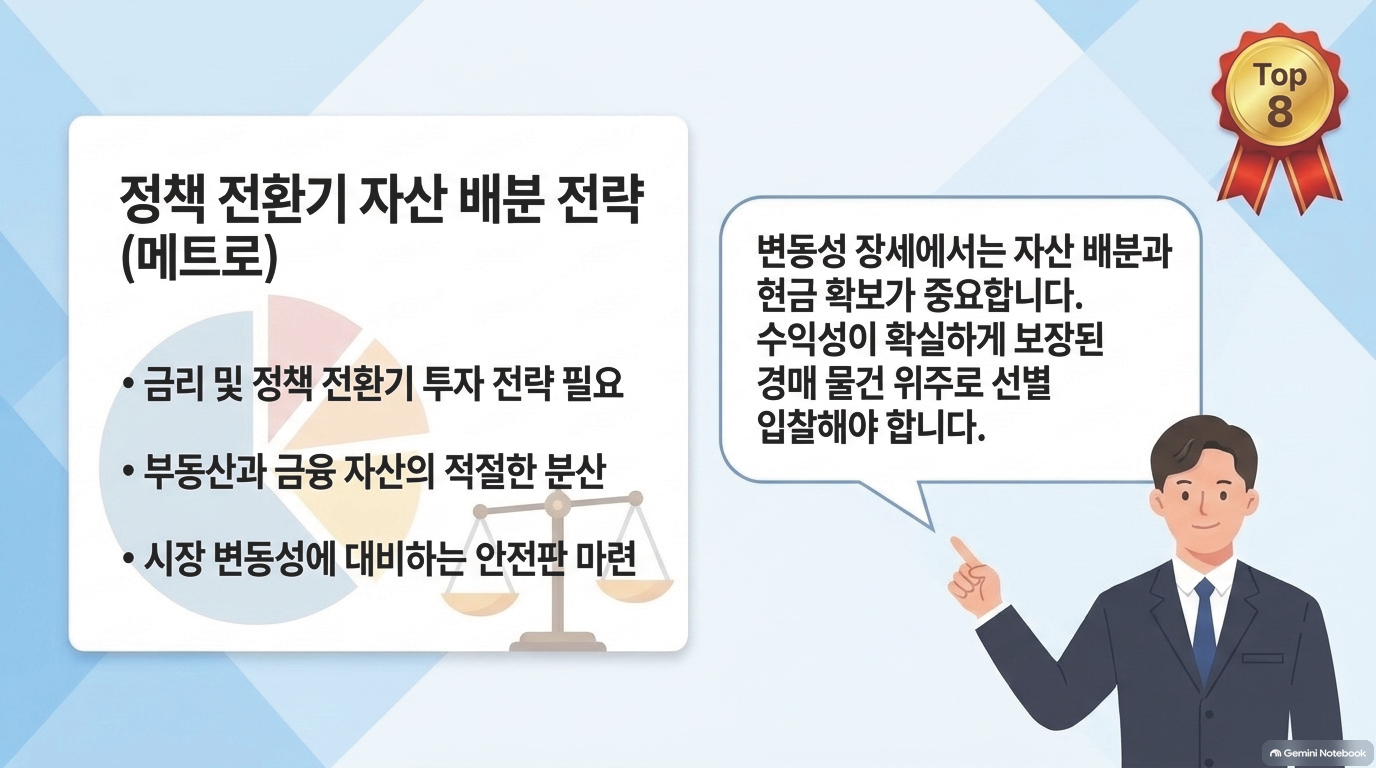 Top
8
정책 전환기 자산 배분 전략
(메트로)
• 금리 및 정책 전환기 투자 전략 필요
• 부동산과 금융 자산의 적절한 분산
• 시장 변동성에 대비하는 안전판 마련
변동성 장세에서는 자산 배분과
현금 확보가 중요합니다.
수익성이 확실하게 보장된
경매 물건 위주로 선별
입찰해야 합니다.
Gemini Notebook